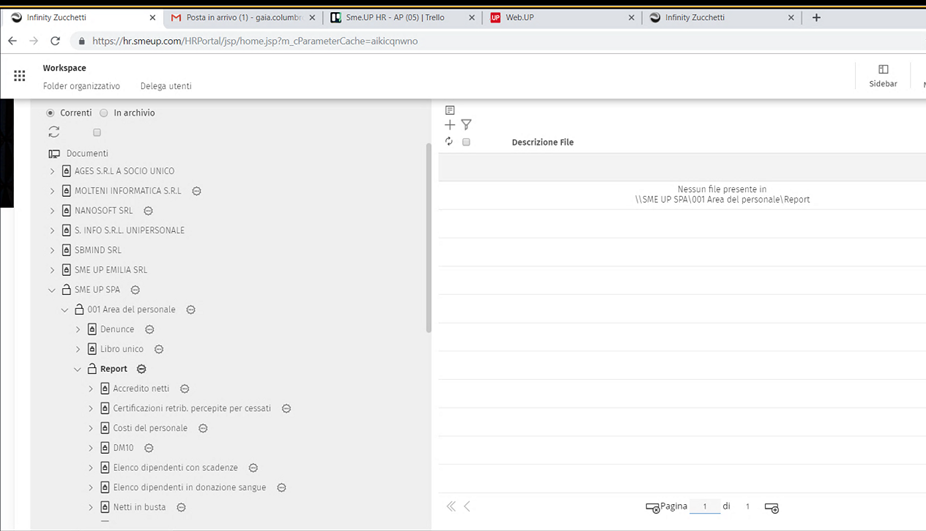 Infinity Zucchetti
Posta in arrivo (1) - gaia.columbr
Sme.UP HR - AP (05) | Trello
UP Web.UP
Infinity Zucchetti
https://hr.smeup.com/HRPortal/jsp/home.jsp?m_cParameterCache=aikicqnwno
Workspace
Folder organizzativo Delega utenti
Sidebar
Correnti In archivio
Documenti
AGES S.R.L A SOCIO UNICO
MOLTENI INFORMATICA S.R.L
NANOSOFT SRL
S. INFO S.R.L. UNIPERSONALE
SBMIND SRL
SME UP EMILIA SRL
SME UP SPA
001 Area del personale
Denunce
Libro unico
Report
Accredito netti
Certificazioni retrib. percepite per cessati
Costi del personale
DM10
Elenco dipendenti con scadenze
Elenco dipendenti in donazione sangue
Netti in busta
Descrizione File
Nessun file presente in
\\SME UP SPA\001 Area del personale\Report
Pagina 1 di 1